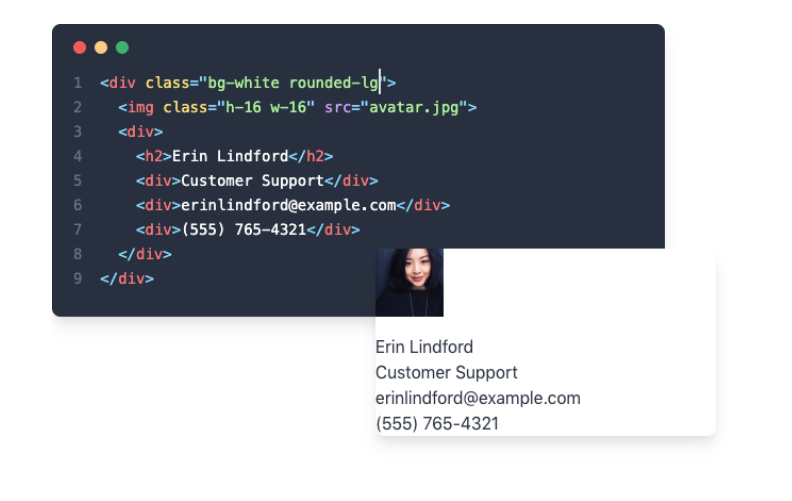 1 <div class="bg-white rounded-lg">
2 <img class="h-16 w-16" src="avatar.jpg">
3 <div>
4 <h2>Erin Lindford</h2>
5 <div>Customer Support</div>
6 <div>erinlindford@example.com</div>
7 <div>(555) 765-4321</div>
8 </div>
9 </div>
Erin Lindford
Customer Support
erinlindford@example.com
(555) 765-4321